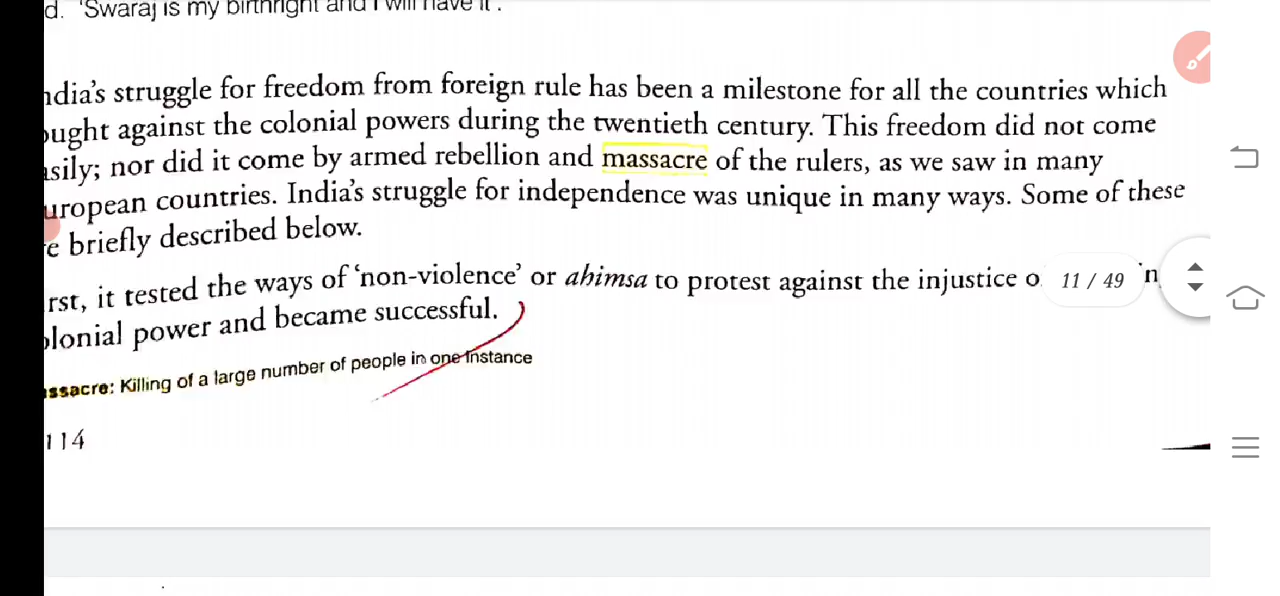 d. 'Swaraj is my birthright and I will have it'.
ndia's struggle for freedom from foreign rule has been a milestone for all the countries which
ought against the colonial powers during the twentieth century. This freedom did not come
asily; nor did it come by armed rebellion and massacre of the rulers, as we saw in many
uropean countries. India's struggle for independence was unique in many ways. Some of these
re briefly described below.
rst, it tested the ways of 'non-violence' or ahimsa to protest against the injustice o
olonial power and became successful.
assacre: Killing of a large number of people in one instance
114
11 / 49